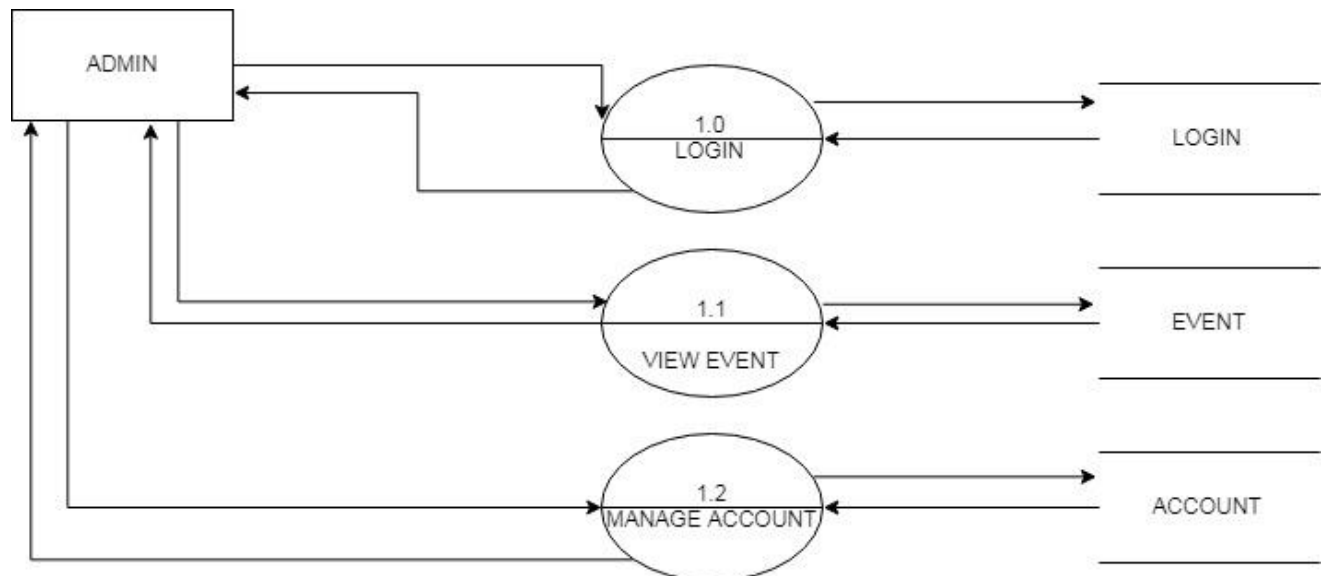 ADMIN
1.0
LOGIN
LOGIN
1.1
VIEW EVENT
EVENT
1.2
MANAGE ACCOUNT
ACCOUNT